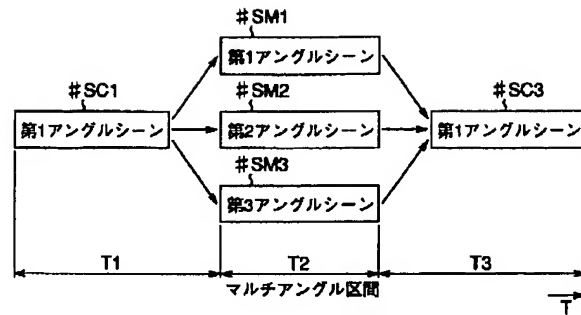 #SM1
第1アングルシーン
#SC1
#SM2
#SC3
第1アングルシーン
第2アングルシーン
第1アングルシーン
#SM3
第3アングルシーン
T1
T2
T3
マルチアングル区間
T